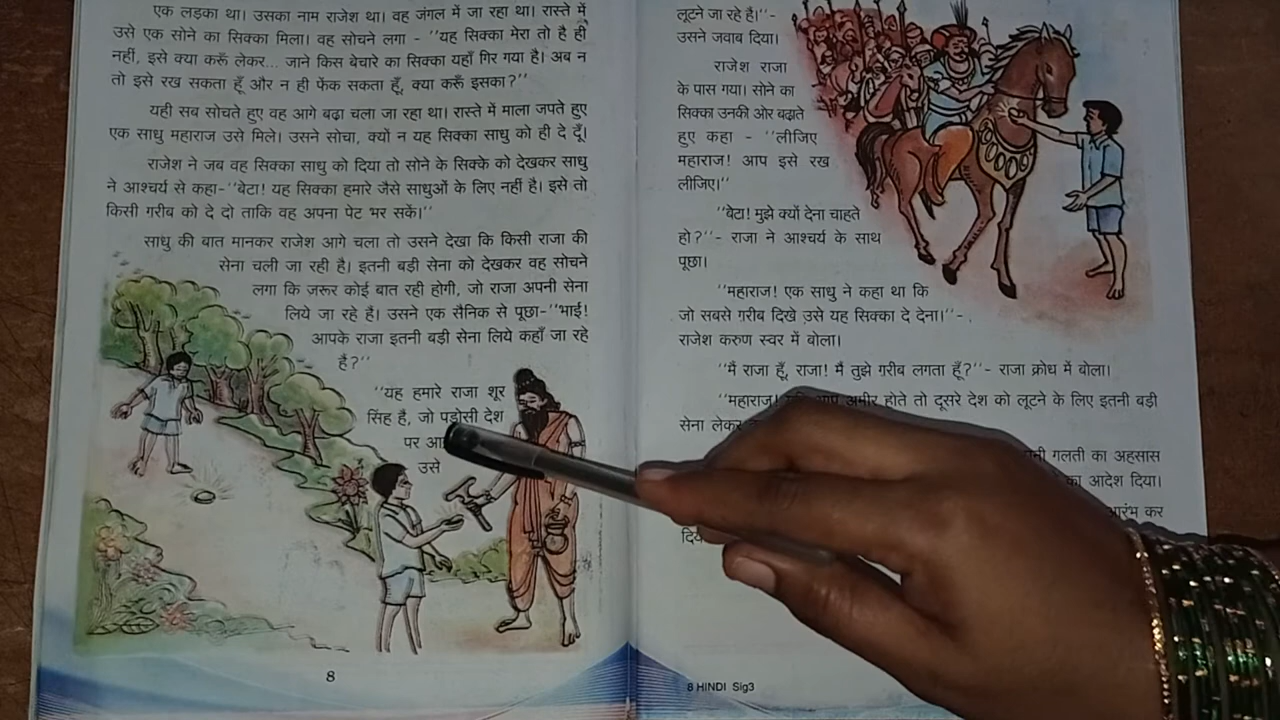 एक लड़का था। उसका नाम राजेश था। वह जंगल में जा रहा था। रास्ते में
उसे एक सोने का सिक्का मिला। वह सोचने लगा - ''यह सिक्का मेरा तो है ही
नहीं, इसे क्या करूँ लेकर... जाने किस बेचारे का सिक्का यहाँ गिर गया है। अब न
तो इसे रख सकता हूँ और न ही फेंक सकता हूँ, क्या करूँ इसका?''
यही सब सोचते हुए वह आगे बढ़ा चला जा रहा था। रास्ते में माला जपते हुए
एक साधु महाराज उसे मिले। उसने सोचा, क्यों न यह सिक्का साधु को ही दे दूँ।
राजेश ने जब वह सिक्का साधु को दिया तो सोने के सिक्के को देखकर साधु
ने आश्चर्य से कहा-''बेटा! यह सिक्का हमारे जैसे साधुओं के लिए नहीं है। इसे तो
किसी ग़रीब को दे दो ताकि वह अपना पेट भर सकें।''
साधु की बात मानकर राजेश आगे चला तो उसने देखा कि किसी राजा की
सेना चली जा रही है। इतनी बड़ी सेना को देखकर वह सोचने
लगा कि ज़रूर कोई बात रही होगी, जो राजा अपनी सेना
लिये जा रहे हैं। उसने एक सैनिक से पूछा-''भाई!
आपके राजा इतनी बड़ी सेना लिये कहाँ जा रहे
हैं?''
''यह हमारे राजा शूर
सिंह हैं, जो पड़ोसी देश
पर
उसे
8
लूटने जा रहे हैं।''-
उसने जवाब दिया।
राजेश राजा
के पास गया। सोने का
सिक्का उनकी ओर बढ़ाते
हुए कहा - ''लीजिए
महाराज! आप इसे रख
लीजिए।''
''बेटा! मुझे क्यों देना चाहते
हो?''- राजा ने आश्चर्य के साथ
पूछा।
''महाराज! एक साधु ने कहा था कि
जो सबसे ग़रीब दिखे उसे यह सिक्का दे देना।''-
राजेश करुण स्वर में बोला।
''मैं राजा हूँ, राजा! मैं तुझे ग़रीब लगता हूँ?''- राजा क्रोध में बोला।
''महाराज! आप अमीर होते तो दूसरे देश को लूटने के लिए इतनी बड़ी
सेना लेकर
गलती का अहसास
का आदेश दिया।
कर
8 HINDI Sig3